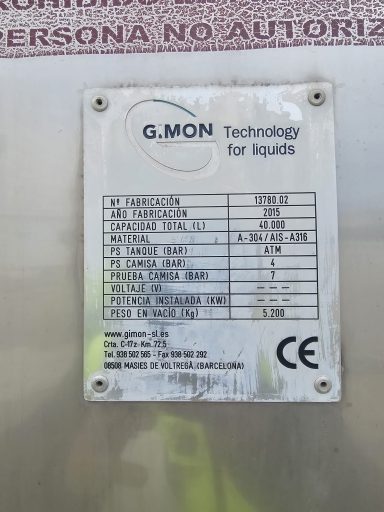 PERSONA NO AUTORIZ
GiMON Technology
for liquids
Nº FABRICACIÓN 13780.02
AÑO FABRICACIÓN 2015
CAPACIDAD TOTAL (L) 40.000
MATERIAL A-304/AIS-A316
PS TANQUE (BAR) ATM
PS CAMISA (BAR) 4
PRUEBA CAMISA (BAR) 7
VOLTAJE (V) ---
POTENCIA INSTALADA (KW) ---
PESO EN VACÍO (Kg) 5.200
www.gimon-sl.es
Crta. C-17z Km. 72,5
Tel. 938 502 565 - Fax 938 502 292
08508 MASIES DE VOLTREGÀ (BARCELONA)
CE